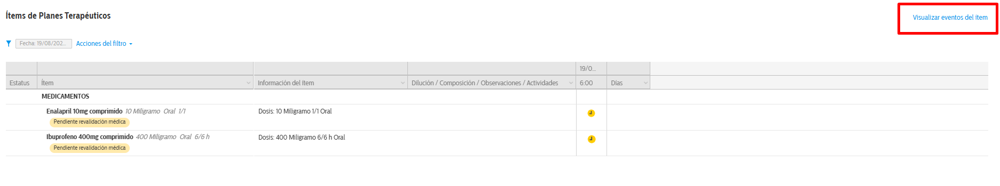 Ítems de Planes Terapéuticos
Visualizar eventos del ítem
Fecha: 19/08/202... Acciones del filtro
19/0...
Estatus Ítem Información del ítem Dilución / Composición / Observaciones / Actividades 6:00 Días
MEDICAMENTOS
Enalapril 10mg comprimido 10 Miligramo Oral 1/1 Dosis: 10 Miligramo 1/1 Oral
Pendiente revalidación médica
Ibuprofeno 400mg comprimido 400 Miligramo Oral 6/6 h Dosis: 400 Miligramo 6/6 h Oral
Pendiente revalidación médica